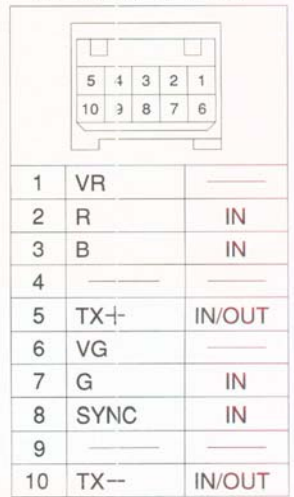 5 4 3 2 1
10 9 8 7 6
1 VR ——
2 R IN
3 B IN
4 —— ——
5 TX+ IN/OUT
6 VG ——
7 G IN
8 SYNC IN
9 —— ——
10 TX-- IN/OUT